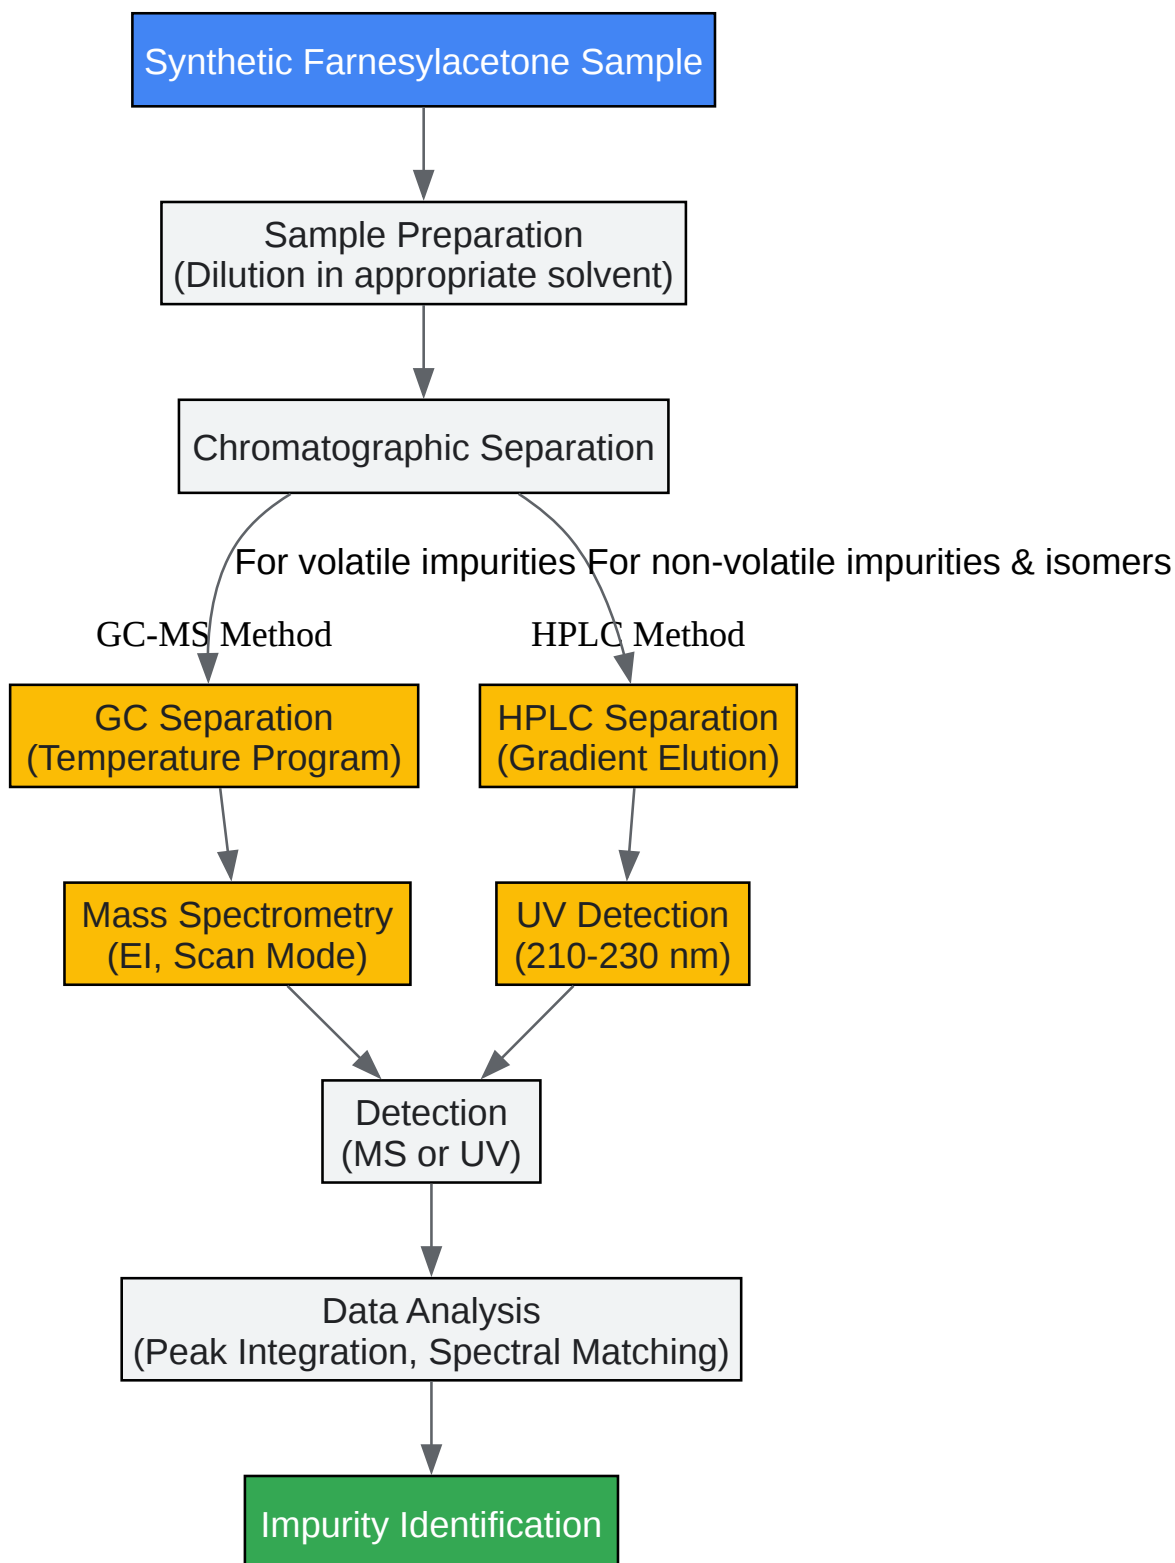 Synthetic Farnesylacetone Sample
Sample Preparation
(Dilution in appropriate solvent)
Chromatographic Separation
For volatile impurities
For non-volatile impurities & isomers
GC-MS Method
HPLC Method
GC Separation
(Temperature Program)
HPLC Separation
(Gradient Elution)
Mass Spectrometry
(EI, Scan Mode)
UV Detection
(210-230 nm)
Detection
(MS or UV)
Data Analysis
(Peak Integration, Spectral Matching)
Impurity Identification